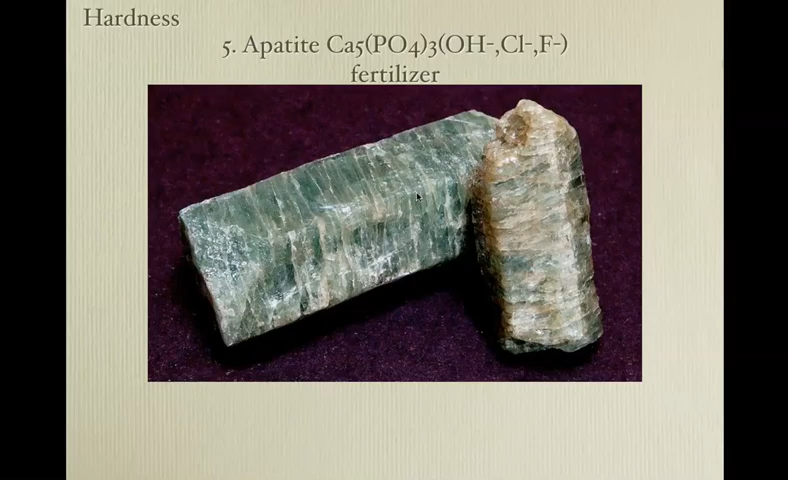 Hardness
5. Apatite Ca5(PO4)3(OH-,Cl-,F-)
fertilizer